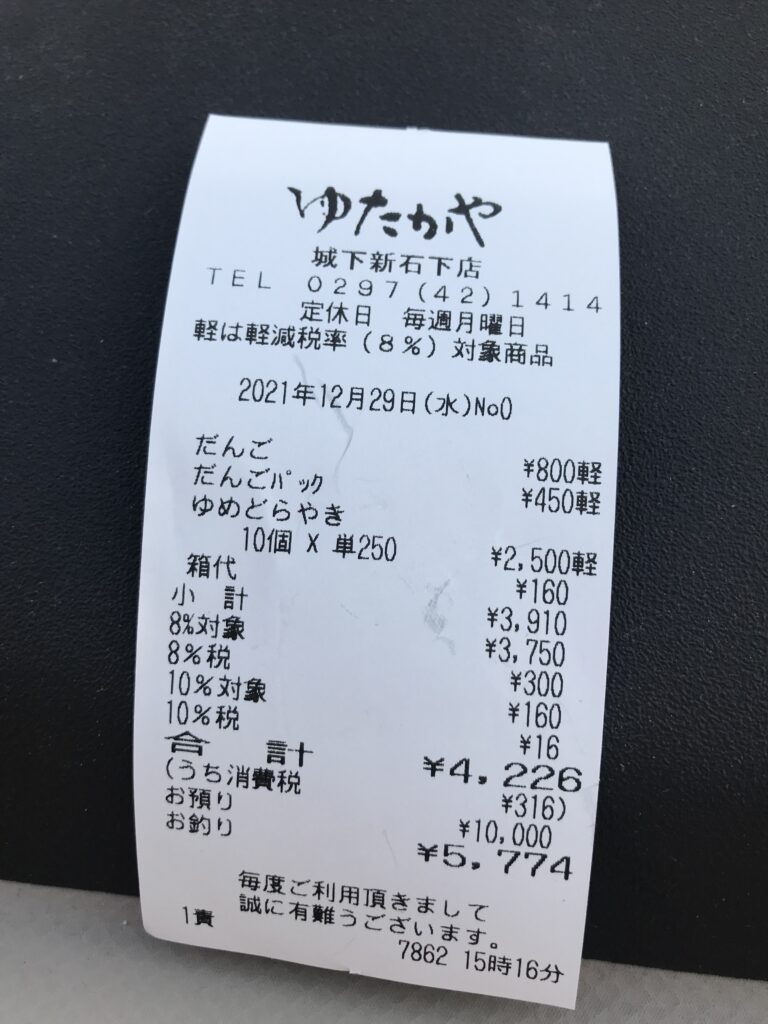 ゆたかや
城下新石下店
TEL 0297(42)1414
定休日 毎週月曜日
軽は軽減税率(8%)対象商品
2021年12月29日(水)No0
だんご ¥800軽
だんごパック ¥450軽
ゆめどらやき
10個 X 単250 ¥2,500軽
箱代 ¥160
小 計 ¥3,910
8%対象 ¥3,750
8%税 ¥300
10%対象 ¥160
10%税 ¥16
合 計 ¥4,226
(うち消費税 ¥316)
お預り ¥10,000
お釣り ¥5,774
毎度ご利用頂きまして
誠に有難うございます。
1責 7862 15時16分